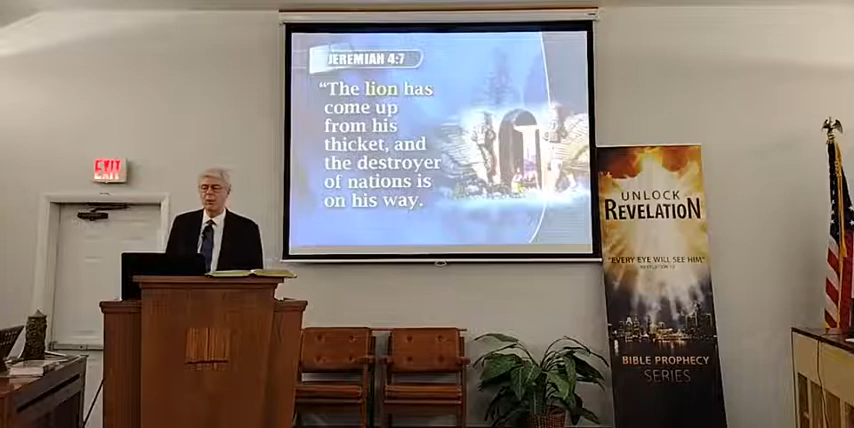 EXIT
JEREMIAH 4:7
“The lion has
come up
from his
thicket, and
the destroyer
of nations is
on his way.
UNLOCK
REVELATION
"EVERY EYE WILL SEE HIM"
BIBLE PROPHECY
SERIES